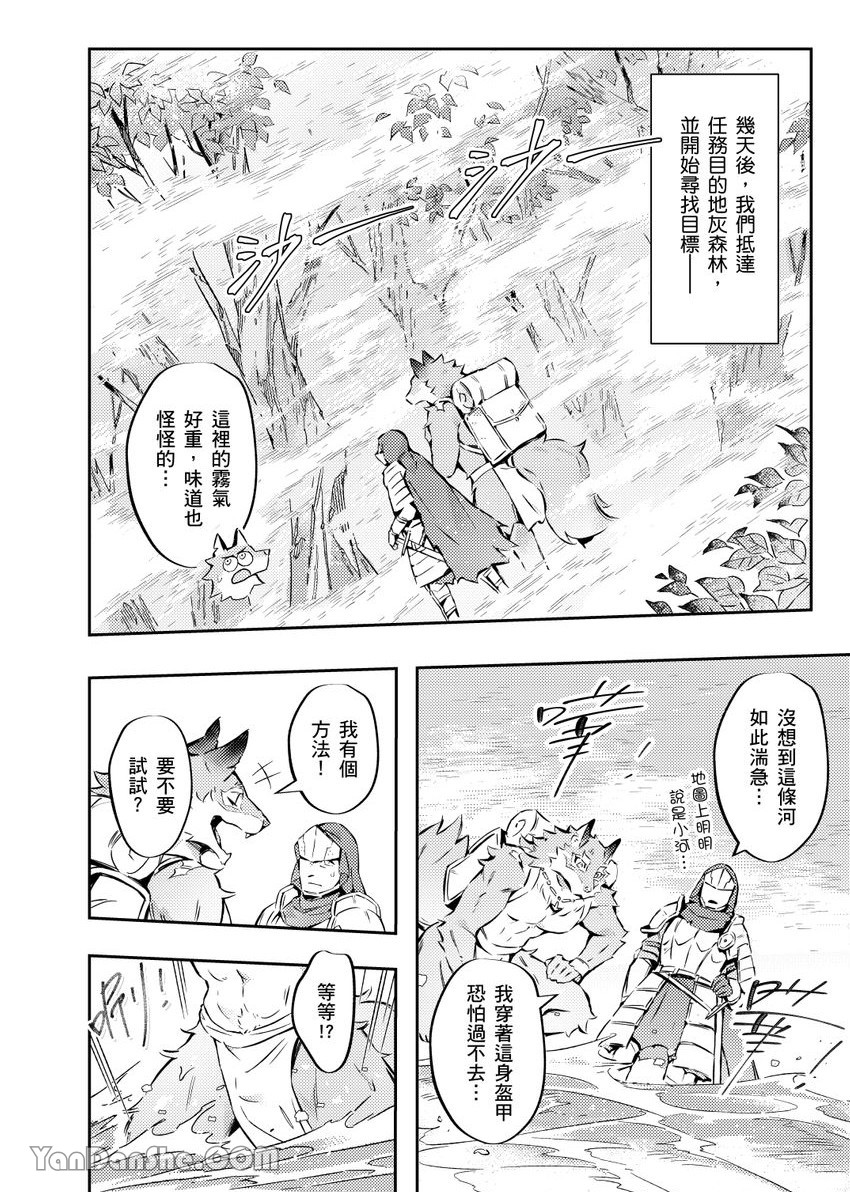 幾天後，我們抵達
任務目的地灰森林，
並開始尋找目標——
這裡的霧氣
好重，味道也
怪怪的…
沒想到這條河
如此湍急…
地圖上明明
說是小河…
我穿著這身盔甲
恐怕過不去…
我有個
方法！
要不要
試試？
等等!?
YanDanshe.com